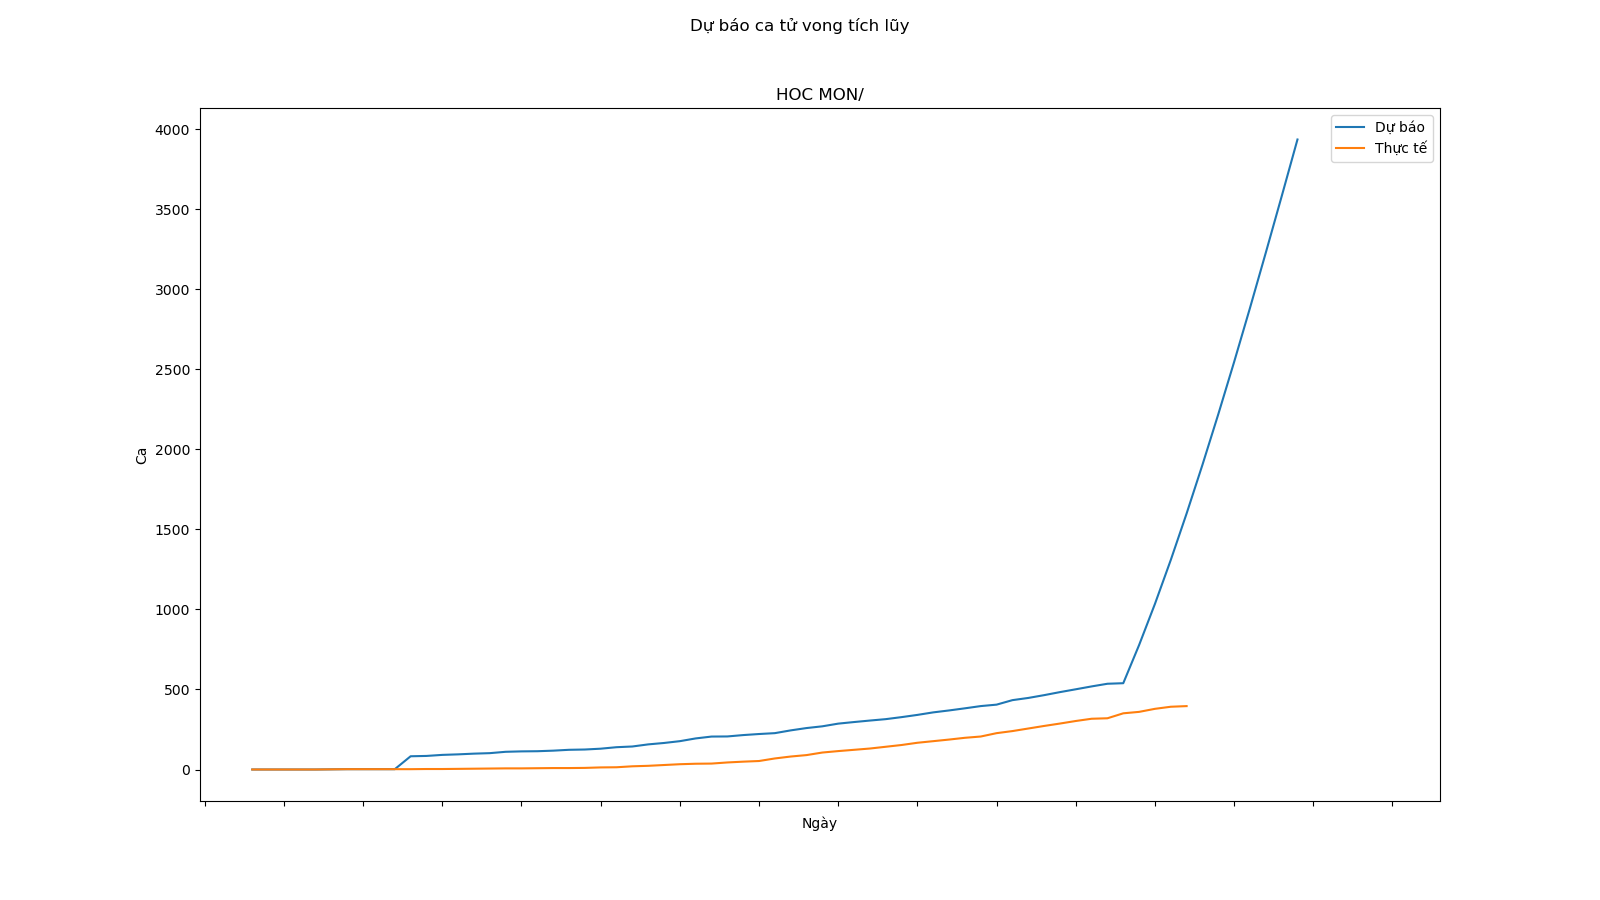 Dự báo ca tử vong tích lũy
HOC MON/
Dự báo
Thực tế
4000
3500
3000
2500
2000
1500
1000
500
0
Ca
Ngày